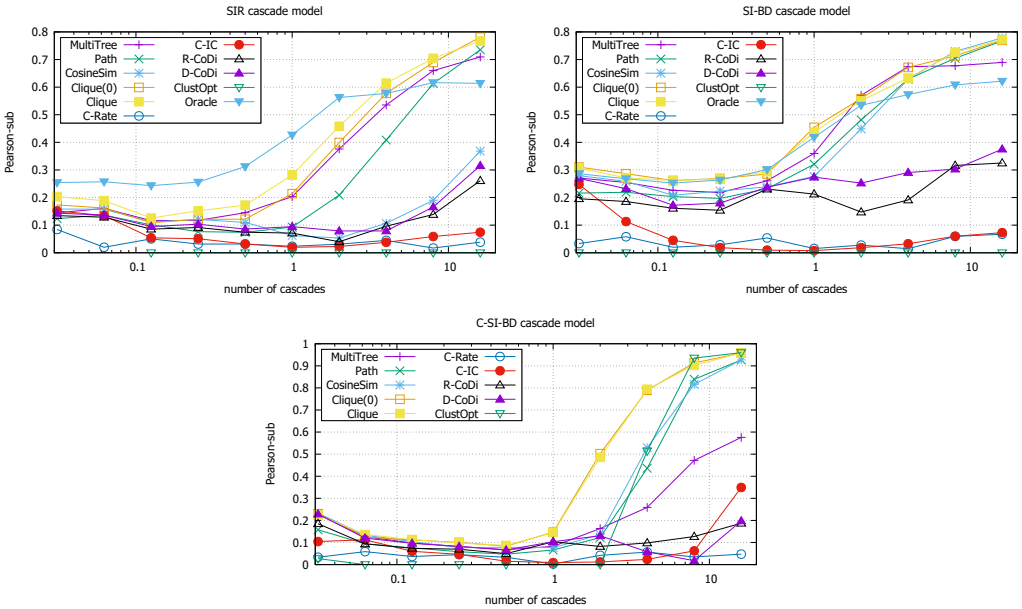 SIR cascade model
Pearson-sub
0.8
0.7
0.6
0.5
0.4
0.3
0.2
0.1
0
MultiTree
Path
CosineSim
Clique(0)
Clique
C-Rate
C-IC
R-CoDi
D-CoDi
ClustOpt
Oracle
0.1
1
10
number of cascades
SI-BD cascade model
Pearson-sub
0.8
0.7
0.6
0.5
0.4
0.3
0.2
0.1
0
MultiTree
Path
CosineSim
Clique(0)
Clique
C-Rate
C-IC
R-CoDi
D-CoDi
ClustOpt
Oracle
0.1
1
10
number of cascades
C-SI-BD cascade model
Pearson-sub
1
0.9
0.8
0.7
0.6
0.5
0.4
0.3
0.2
0.1
0
MultiTree
Path
CosineSim
Clique(0)
Clique
C-Rate
C-IC
R-CoDi
D-CoDi
ClustOpt
0.1
1
10
number of cascades